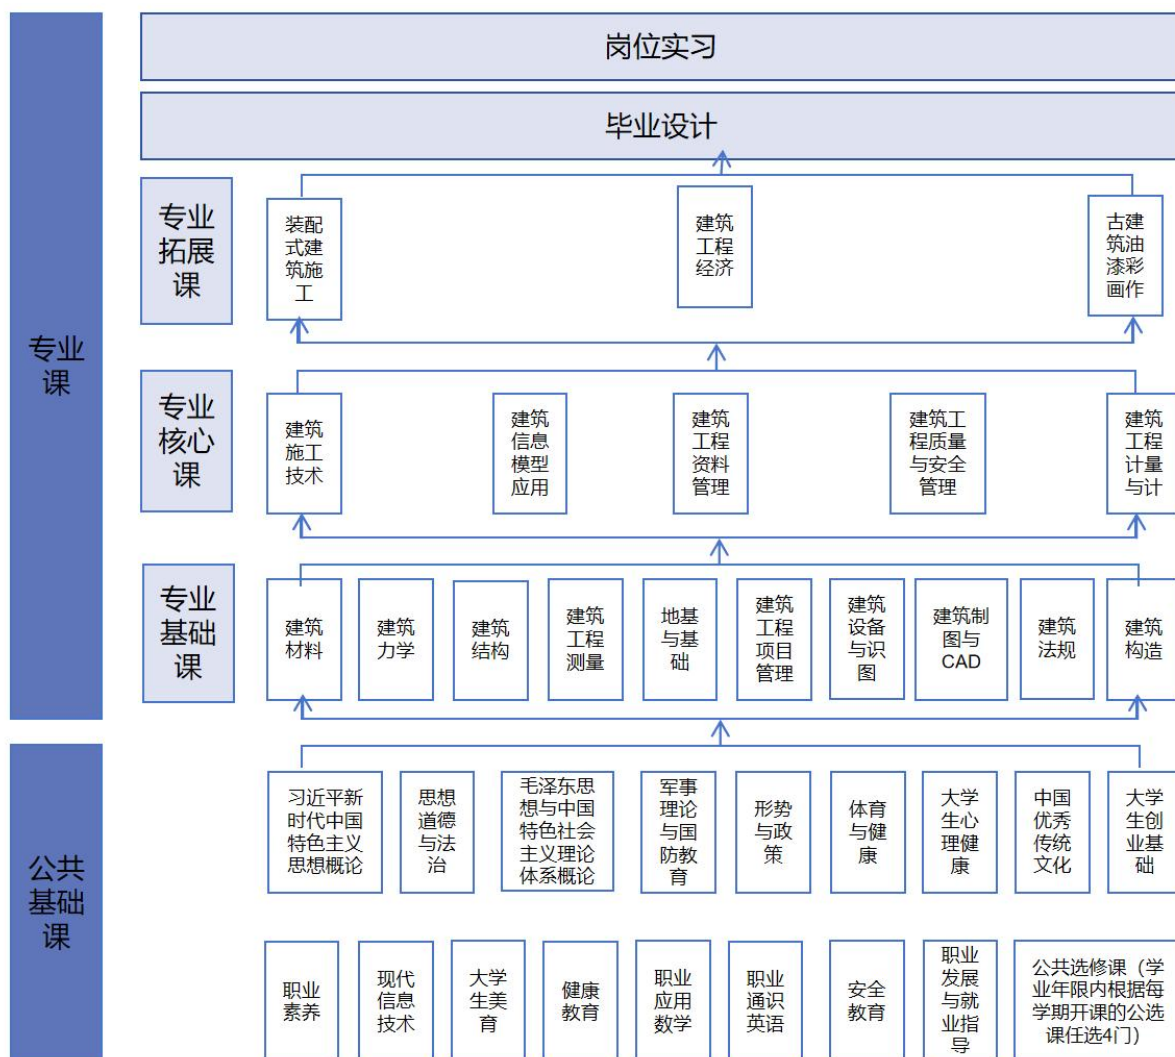 岗位实习
毕业设计
专业课
专业
拓展
课
装配
式建
筑施
工
建筑
工程
经济
古建
筑油
漆彩
画作
专业
核心
课
建筑
施工
技术
建筑
信息
模型
应用
建筑
工程
资料
管理
建筑工
程质量
与安全
管理
建筑
工程
计量
与计
专业
基础
课
建筑
材料
建筑
力学
建筑
结构
建筑
工程
测量
地基
与基
础
建筑
工程
项目
管理
建筑
设备
与识
图
建筑制
图与
CAD
建筑
法规
建筑
构造
公共
基础
课
习近平新
时代中国
特色主义
思想概论
思想
道德
与法
治
毛泽东思
想与中国
特色社会
主义理论
体系概论
军事
理论
与国
防教
育
形势
与政
策
体育
与健
康
大学
生心
理健
康
中国
优秀
传统
文化
大学
生创
业基
础
职业
素养
现代
信息
技术
大学
生美
育
健康
教育
职业
应用
数学
职业
通识
英语
安全
教育
职业
发展
与就
业指
导
公共选修课（学
业年限内根据每
学期开课的公选
课任选4门）